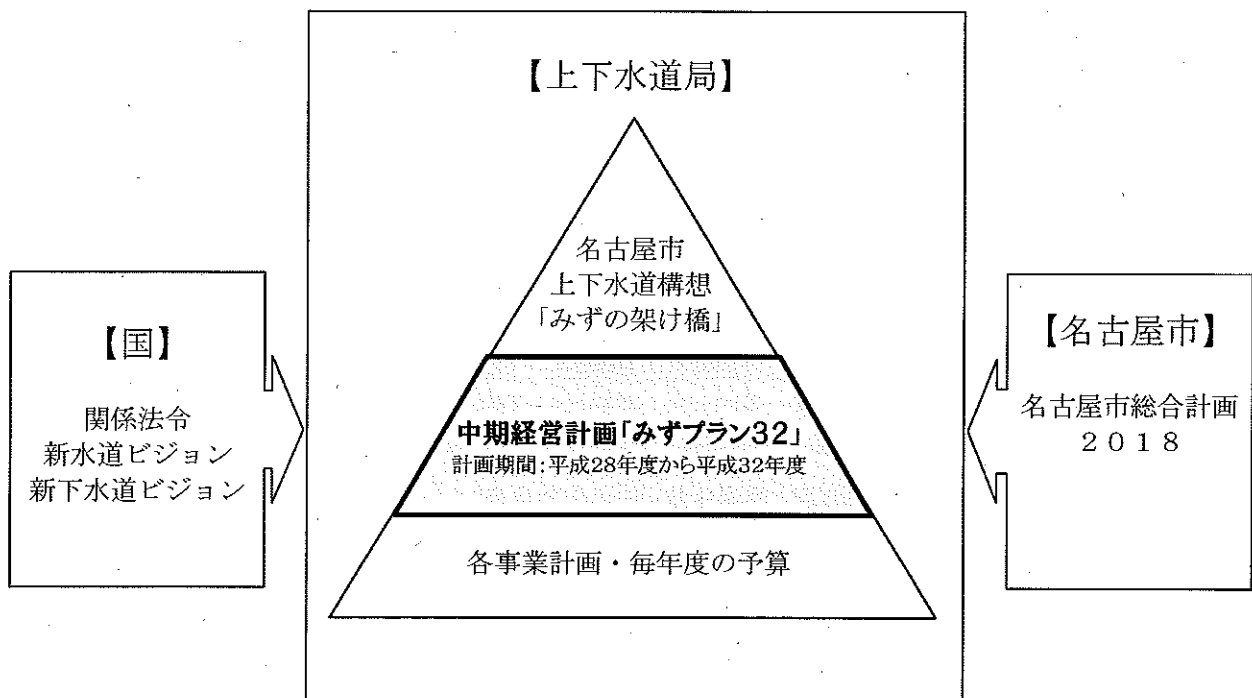 【上下水道局】
名古屋市
上下水道構想
「みずの架け橋」
【国】
関係法令
新水道ビジョン
新下水道ビジョン
中期経営計画「みずプラン32」
計画期間:平成28年度から平成32年度
【名古屋市】
名古屋市総合計画
２０１８
各事業計画・毎年度の予算